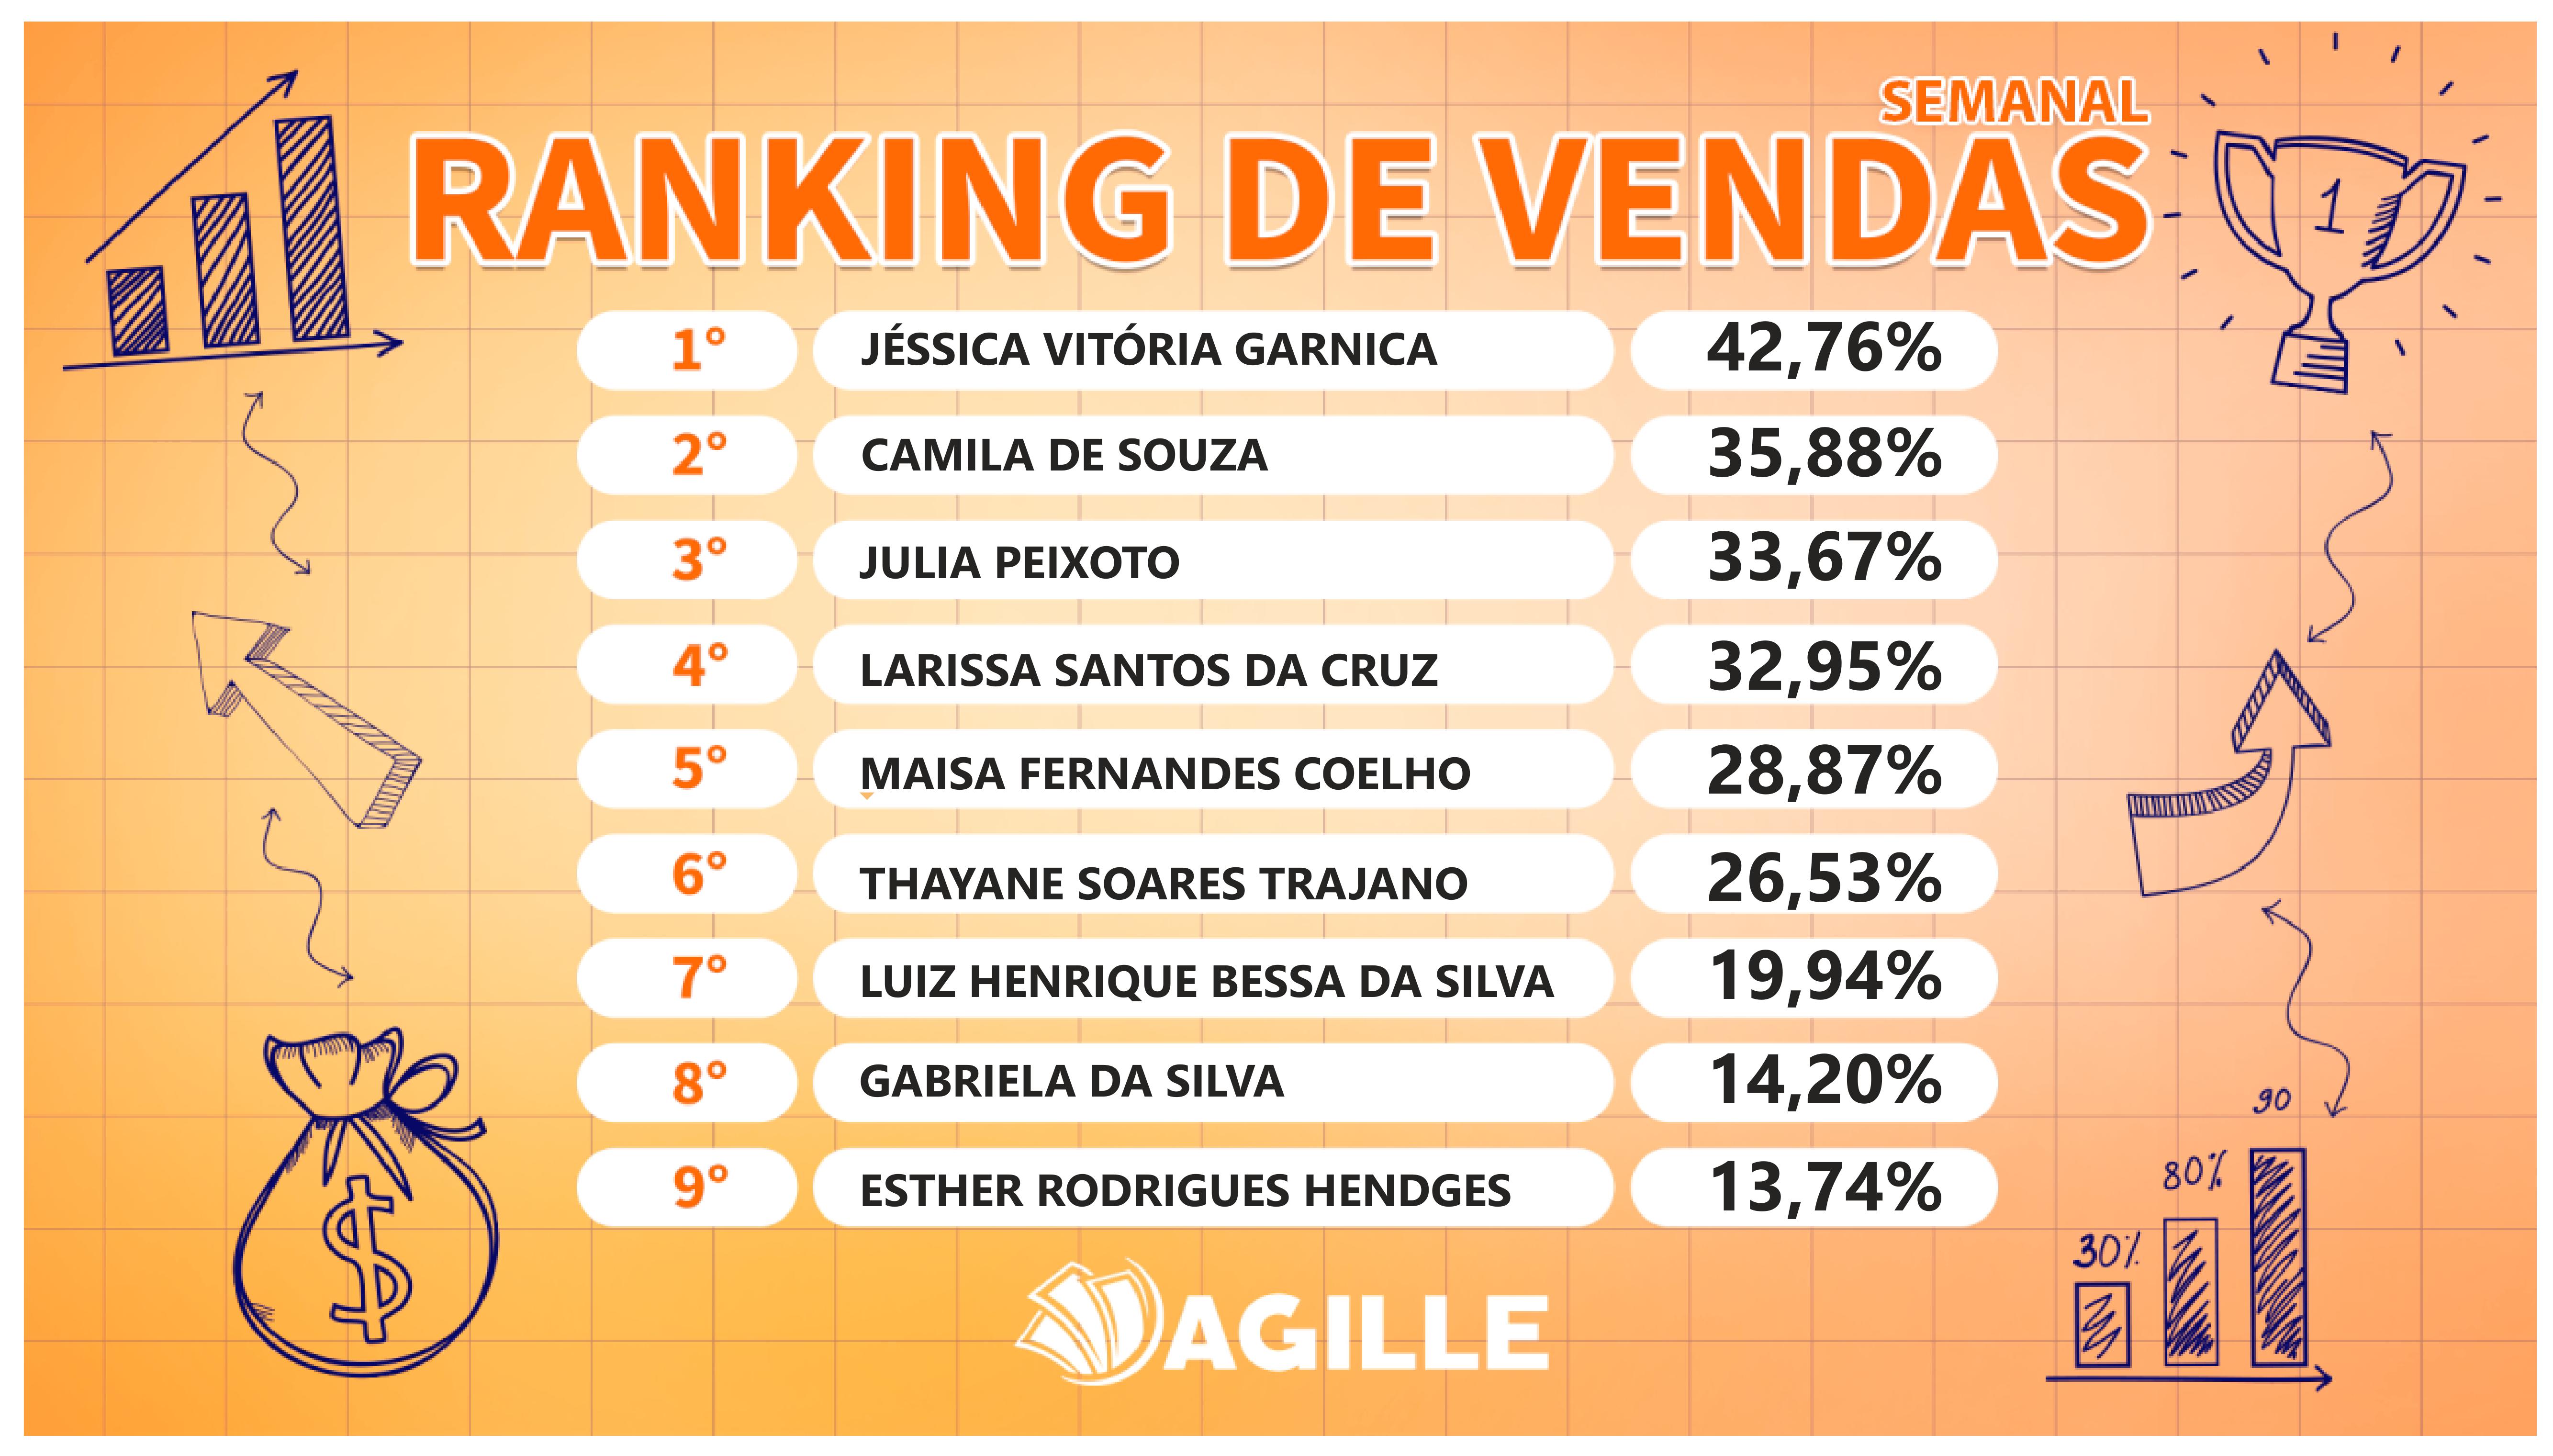 SEMANAL
RANKING DE VENDAS
1
1° JÉSSICA VITÓRIA GARNICA 42,76%
2° CAMILA DE SOUZA 35,88%
3° JULIA PEIXOTO 33,67%
4° LARISSA SANTOS DA CRUZ 32,95%
5° MAISA FERNANDES COELHO 28,87%
6° THAYANE SOARES TRAJANO 26,53%
7° LUIZ HENRIQUE BESSA DA SILVA 19,94%
8° GABRIELA DA SILVA 14,20%
9° ESTHER RODRIGUES HENDGES 13,74%
$
90
80%
30%
AGILLE